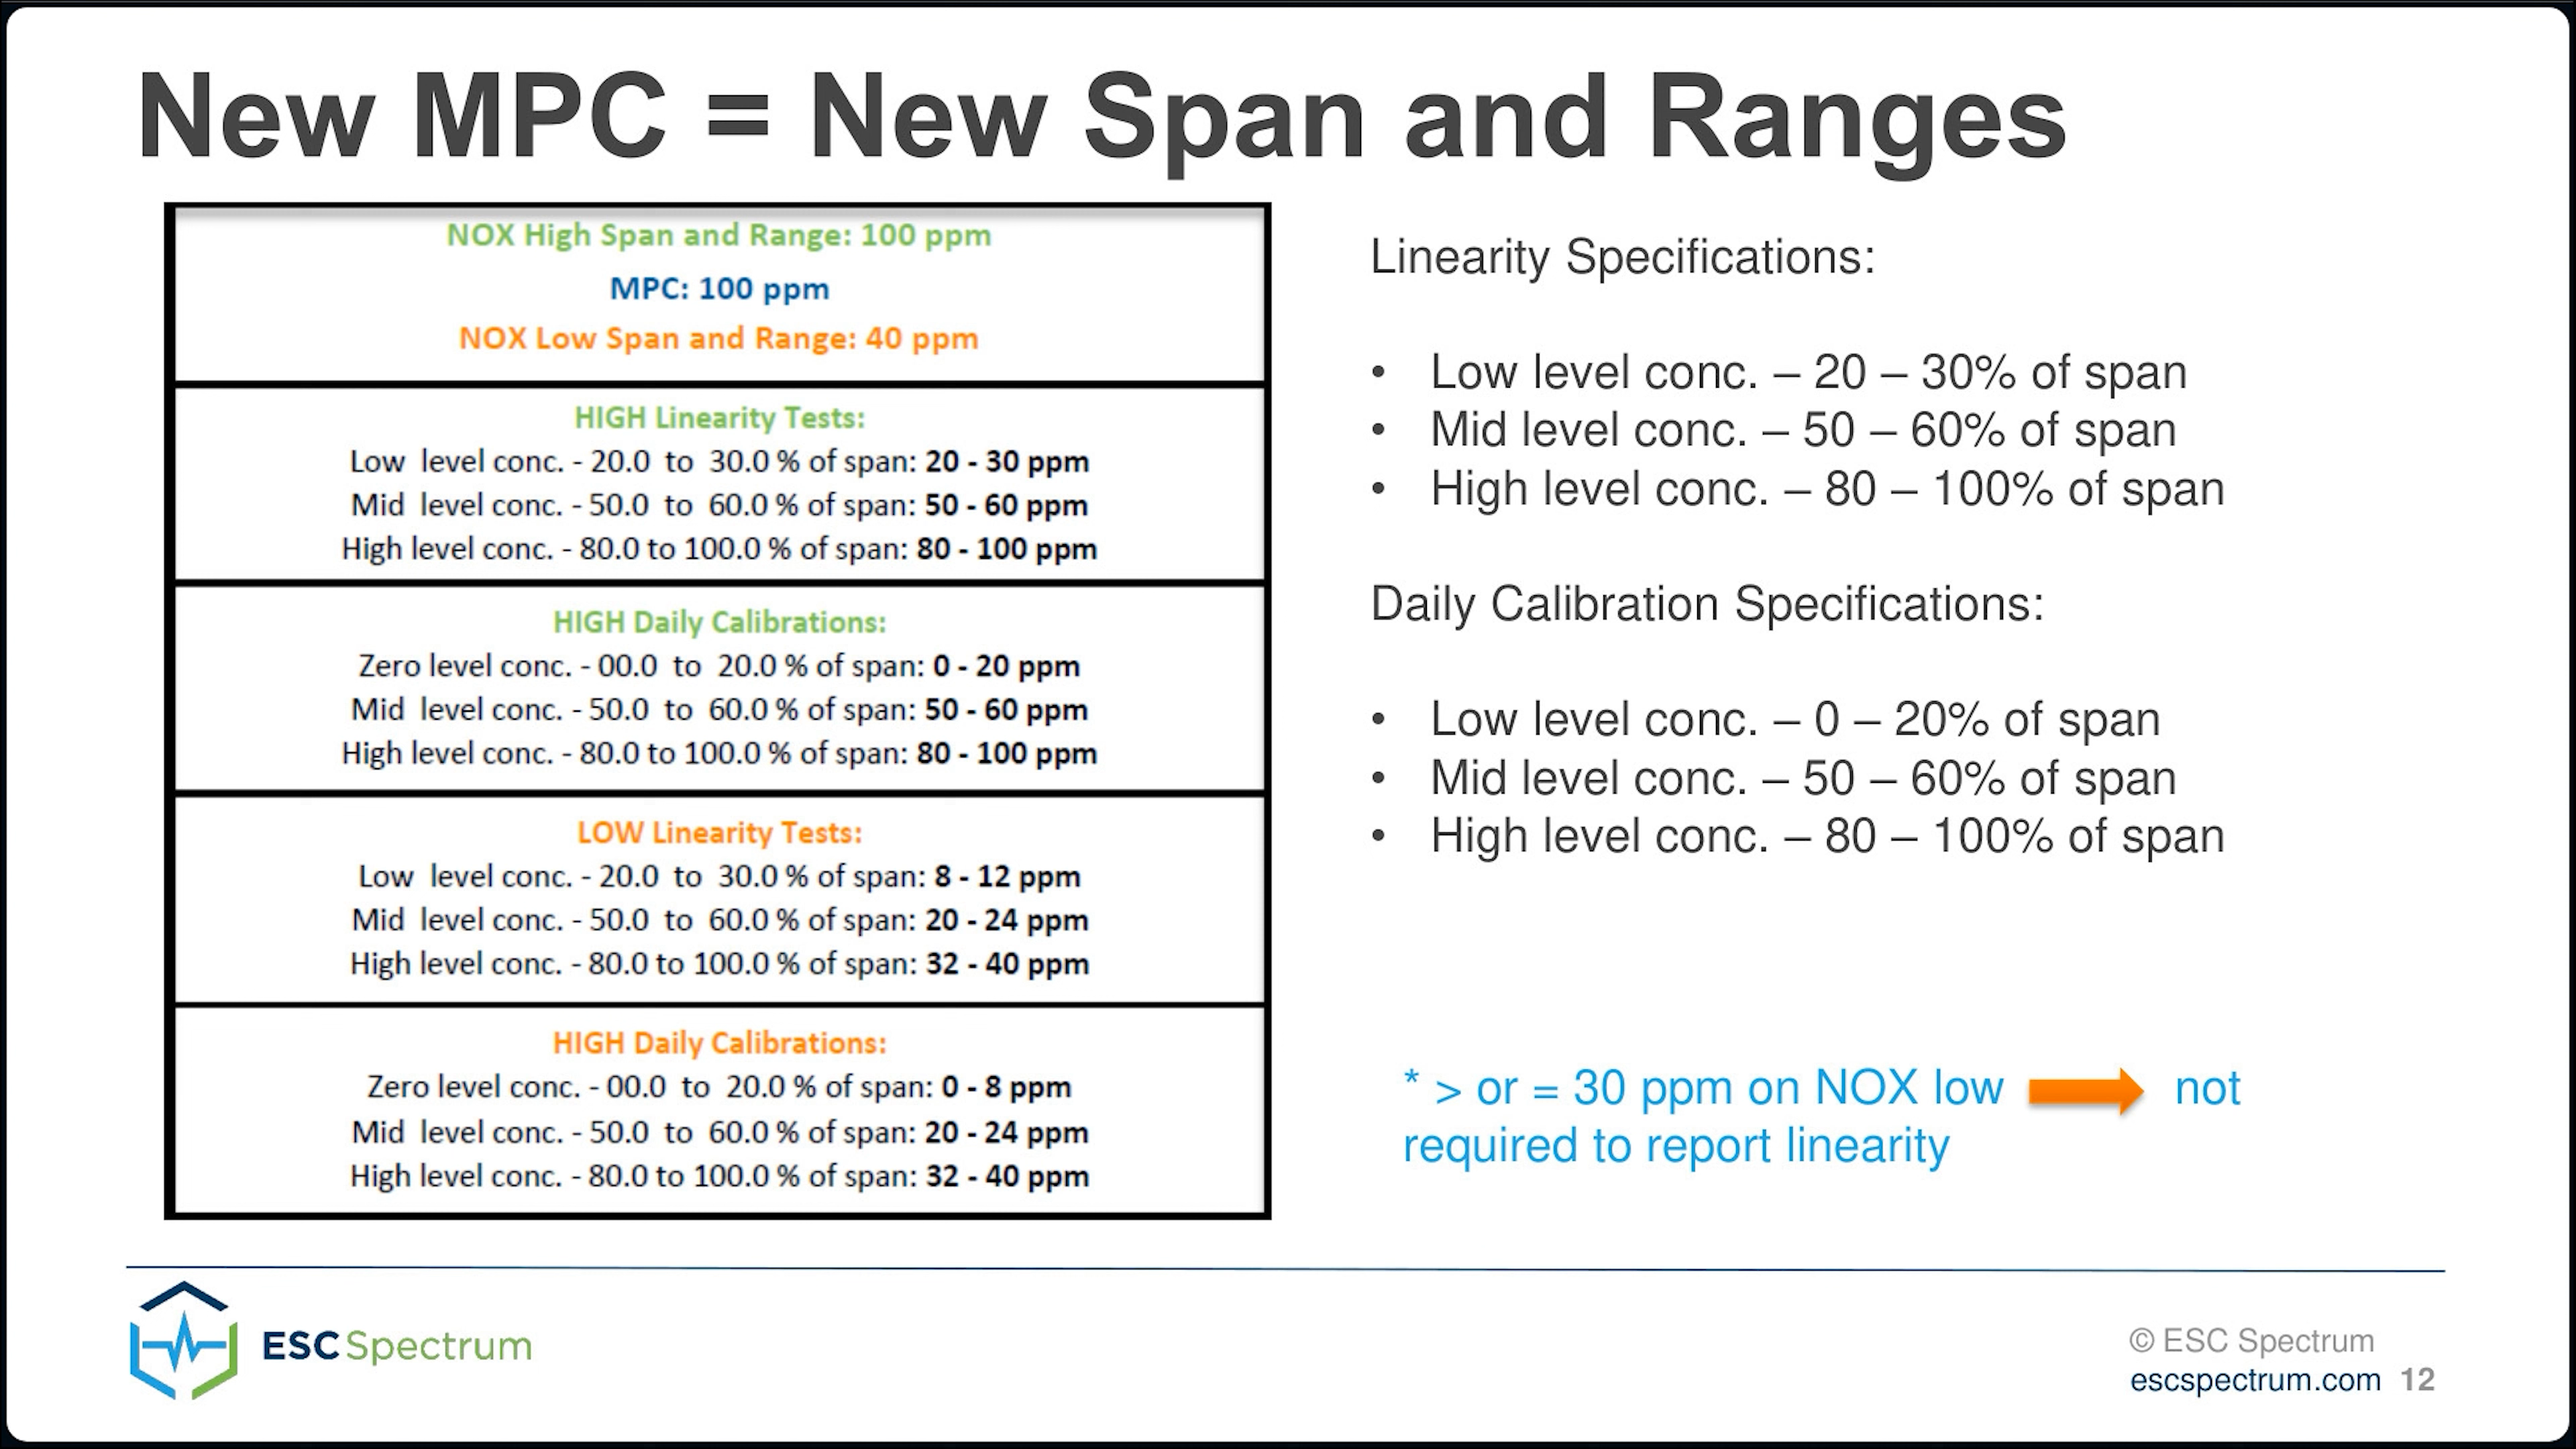 New MPC = New Span and Ranges
NOX High Span and Range: 100 ppm
MPC: 100 ppm
NOX Low Span and Range: 40 ppm
HIGH Linearity Tests:
Low level conc. - 20.0 to 30.0 % of span: 20 - 30 ppm
Mid level conc. - 50.0 to 60.0 % of span: 50 - 60 ppm
High level conc. - 80.0 to 100.0 % of span: 80 - 100 ppm
HIGH Daily Calibrations:
Zero level conc. - 00.0 to 20.0 % of span: 0 - 20 ppm
Mid level conc. - 50.0 to 60.0 % of span: 50 - 60 ppm
High level conc. - 80.0 to 100.0 % of span: 80 - 100 ppm
LOW Linearity Tests:
Low level conc. - 20.0 to 30.0 % of span: 8 - 12 ppm
Mid level conc. - 50.0 to 60.0 % of span: 20 - 24 ppm
High level conc. - 80.0 to 100.0 % of span: 32 - 40 ppm
HIGH Daily Calibrations:
Zero level conc. - 00.0 to 20.0 % of span: 0 - 8 ppm
Mid level conc. - 50.0 to 60.0 % of span: 20 - 24 ppm
High level conc. - 80.0 to 100.0 % of span: 32 - 40 ppm
Linearity Specifications:
• Low level conc. – 20 – 30% of span
• Mid level conc. – 50 – 60% of span
• High level conc. – 80 – 100% of span
Daily Calibration Specifications:
• Low level conc. – 0 – 20% of span
• Mid level conc. – 50 – 60% of span
• High level conc. – 80 – 100% of span
* > or = 30 ppm on NOX low not
required to report linearity
ESC Spectrum
© ESC Spectrum
escspectrum.com 12